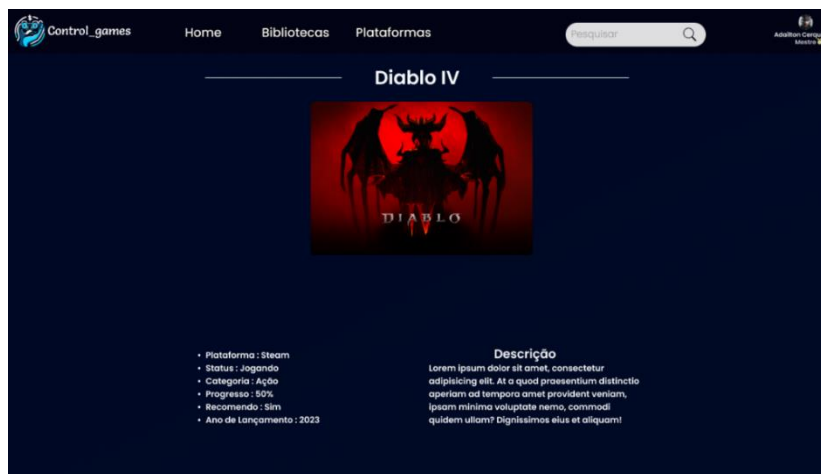 Control_games
Home Bibliotecas Plataformas
Pesquisar
Mestre
Diablo IV
DIABLO
IV
• Plataforma : Steam
• Status : Jogando
• Categoria : Ação
• Progresso : 50%
• Recomendo : Sim
• Ano de Lançamento : 2023
Descrição
Lorem ipsum dolor sit amet, consectetur
adipisicing elit. At a quod praesentium distinctio
aperiam ad tempora amet provident veniam,
ipsam minima voluptate nemo, commodi
quidem ullam? Dignissimos eius et aliquam!